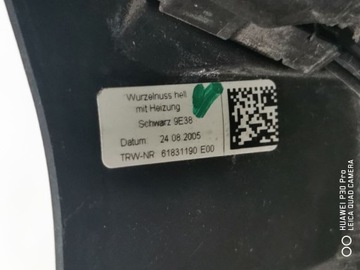 Wurzelnuss hell
mit Heizung
Schwarz 9E38
Datum 24.08.2005
TRW-NR 61831190 E00
HUAWEI P30 Pro
LEICA QUAD CAMERA